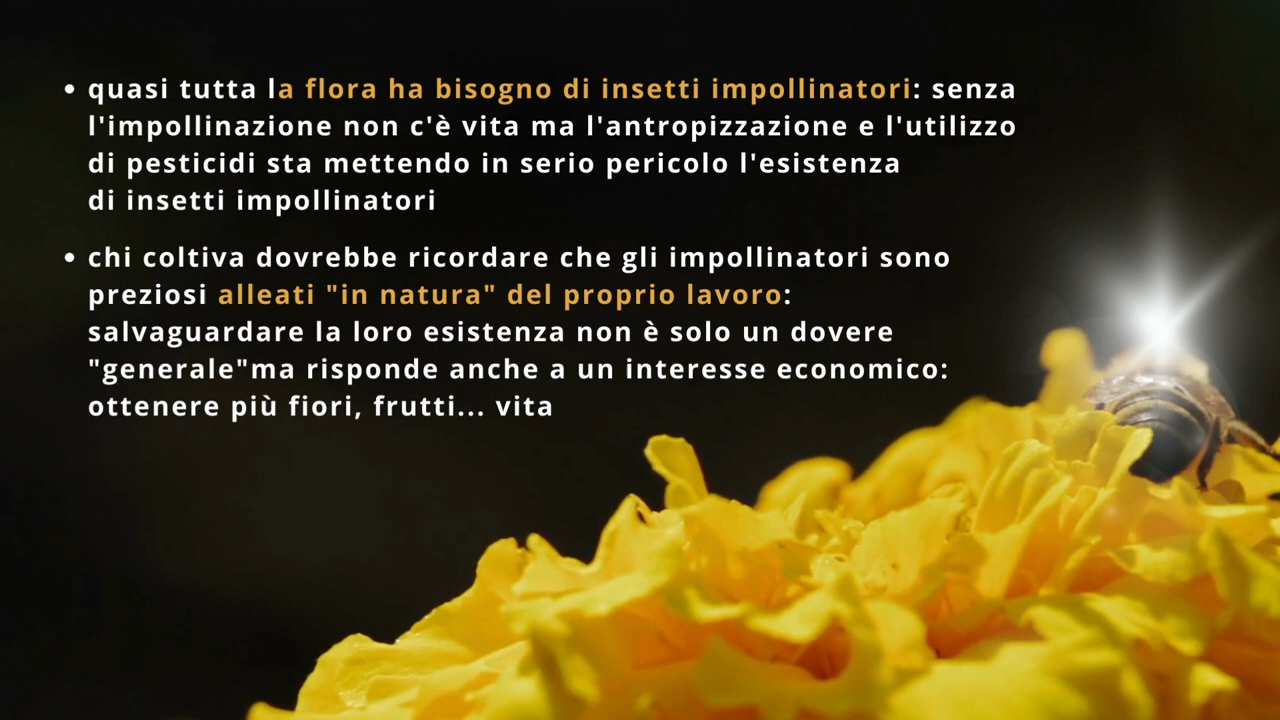 • quasi tutta la flora ha bisogno di insetti impollinatori: senza
l'impollinazione non c'è vita ma l'antropizzazione e l'utilizzo
di pesticidi sta mettendo in serio pericolo l'esistenza
di insetti impollinatori
• chi coltiva dovrebbe ricordare che gli impollinatori sono
preziosi alleati "in natura" del proprio lavoro:
salvaguardare la loro esistenza non è solo un dovere
"generale"ma risponde anche a un interesse economico:
ottenere più fiori, frutti... vita